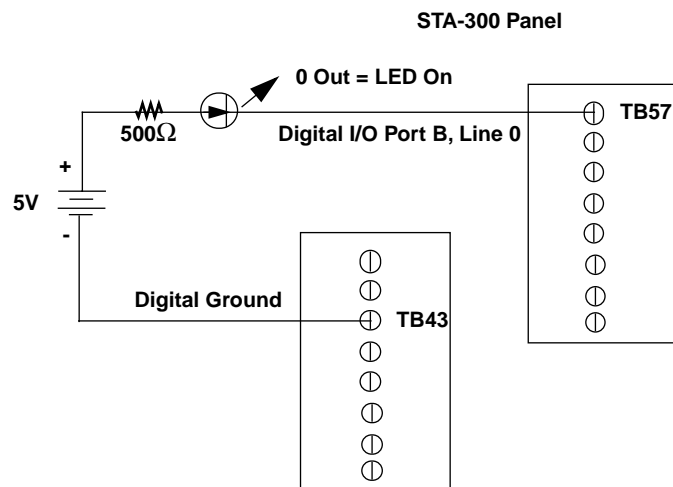 STA-300 Panel
0 Out = LED On
TB57
500Ω
Digital I/O Port B, Line 0
+
5V
-
Digital Ground
TB43